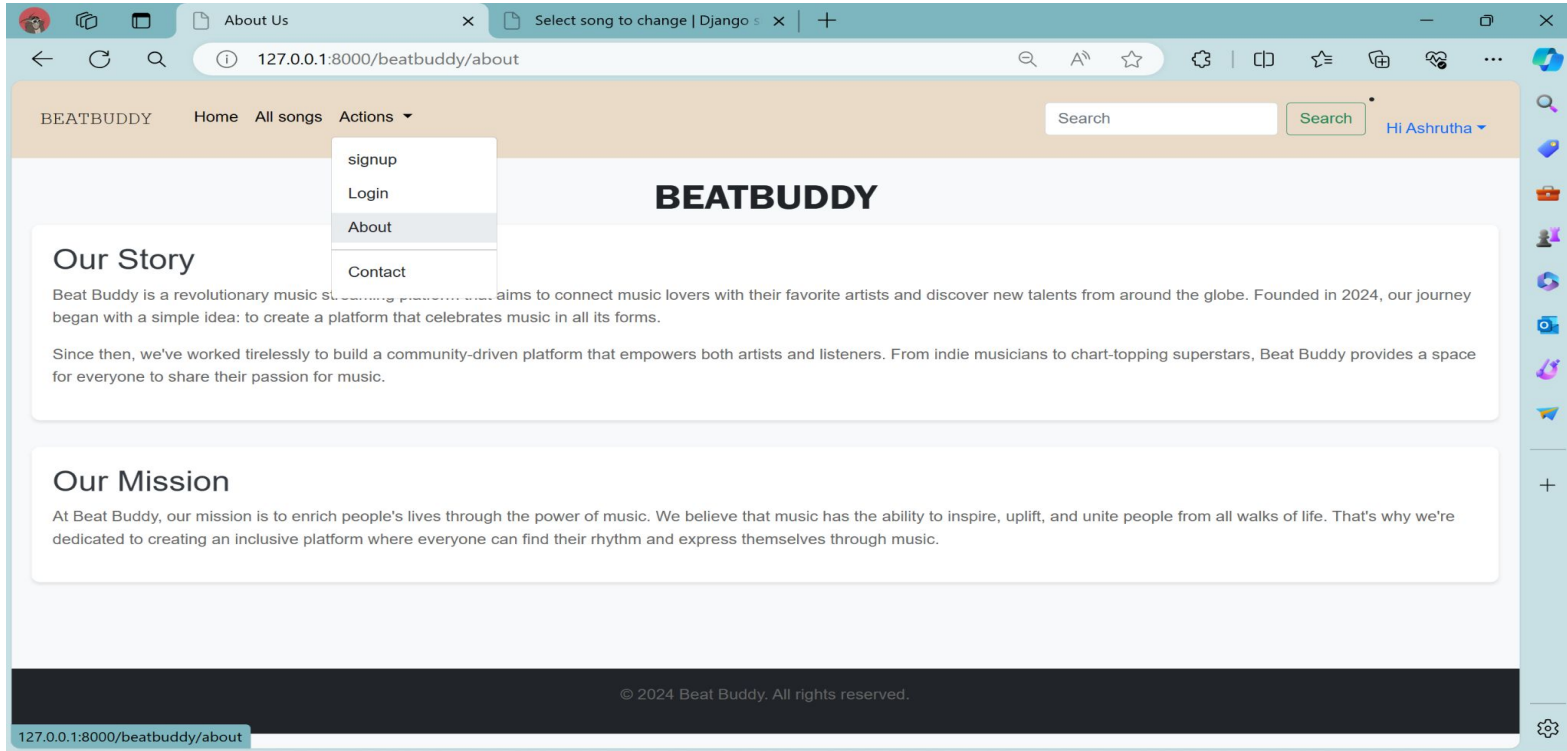 About Us
Select song to change | Django s
127.0.0.1:8000/beatbuddy/about
BEATBUDDY Home All songs Actions
Search Search Hi Ashrutha
signup
Login
About
Contact
BEATBUDDY
Our Story
Beat Buddy is a revolutionary music streaming platform that aims to connect music lovers with their favorite artists and discover new talents from around the globe. Founded in 2024, our journey
began with a simple idea: to create a platform that celebrates music in all its forms.
Since then, we've worked tirelessly to build a community-driven platform that empowers both artists and listeners. From indie musicians to chart-topping superstars, Beat Buddy provides a space
for everyone to share their passion for music.
Our Mission
At Beat Buddy, our mission is to enrich people's lives through the power of music. We believe that music has the ability to inspire, uplift, and unite people from all walks of life. That's why we're
dedicated to creating an inclusive platform where everyone can find their rhythm and express themselves through music.
© 2024 Beat Buddy. All rights reserved.
127.0.0.1:8000/beatbuddy/about